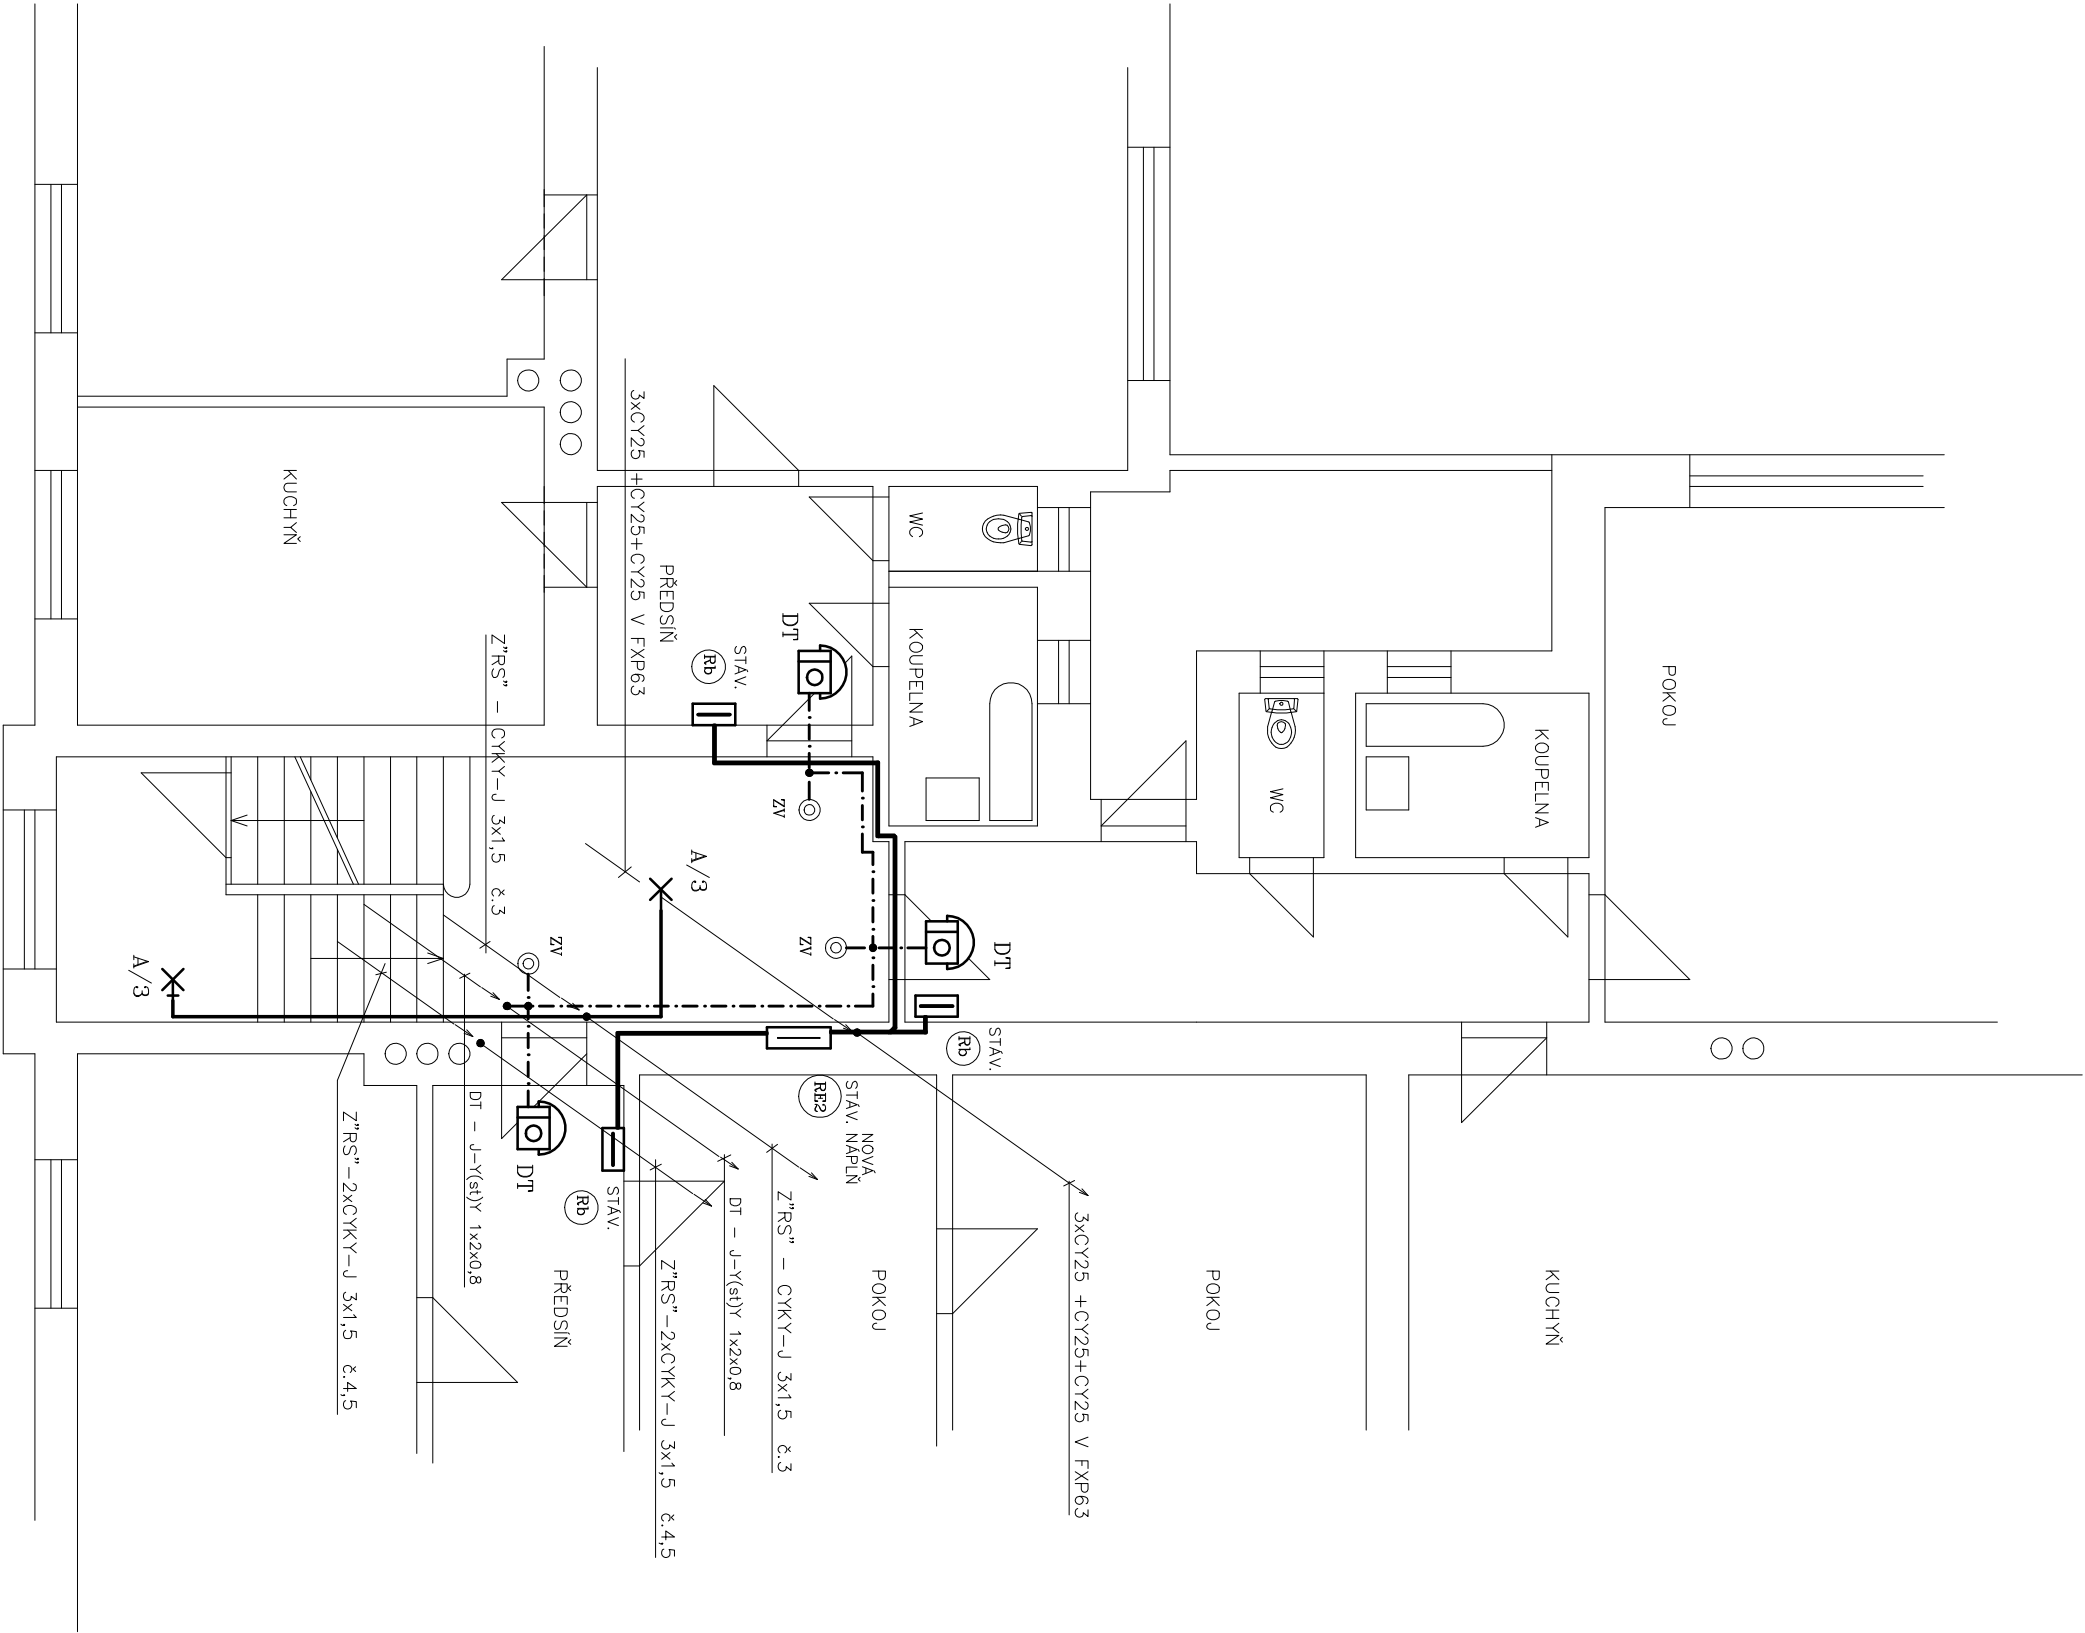 KUCHYŇ
3xCY25 +CY25+CY25 V FXP63
PŘEDSÍŇ
WC
KOUPELNA
DT
STÁV.
Rb
Z"RS" - CYKY-J 3x1,5 č.3
ZV
A/3
POKOJ
KOUPELNA
WC
DT
ZV
STÁV.
Rb
ZV
A/3
NOVÁ
STÁV. NÁPLŇ
RE2
DT
STÁV.
Rb
DT - J-Y(st)Y 1x2x0,8
Z"RS"-2xCYKY-J 3x1,5 č.4,5
PŘEDSÍŇ
Z"RS"-2xCYKY-J 3x1,5 č.4,5
DT - J-Y(st)Y 1x2x0,8
Z"RS" - CYKY-J 3x1,5 č.3
POKOJ
3xCY25 +CY25+CY25 V FXP63
POKOJ
KUCHYŇ